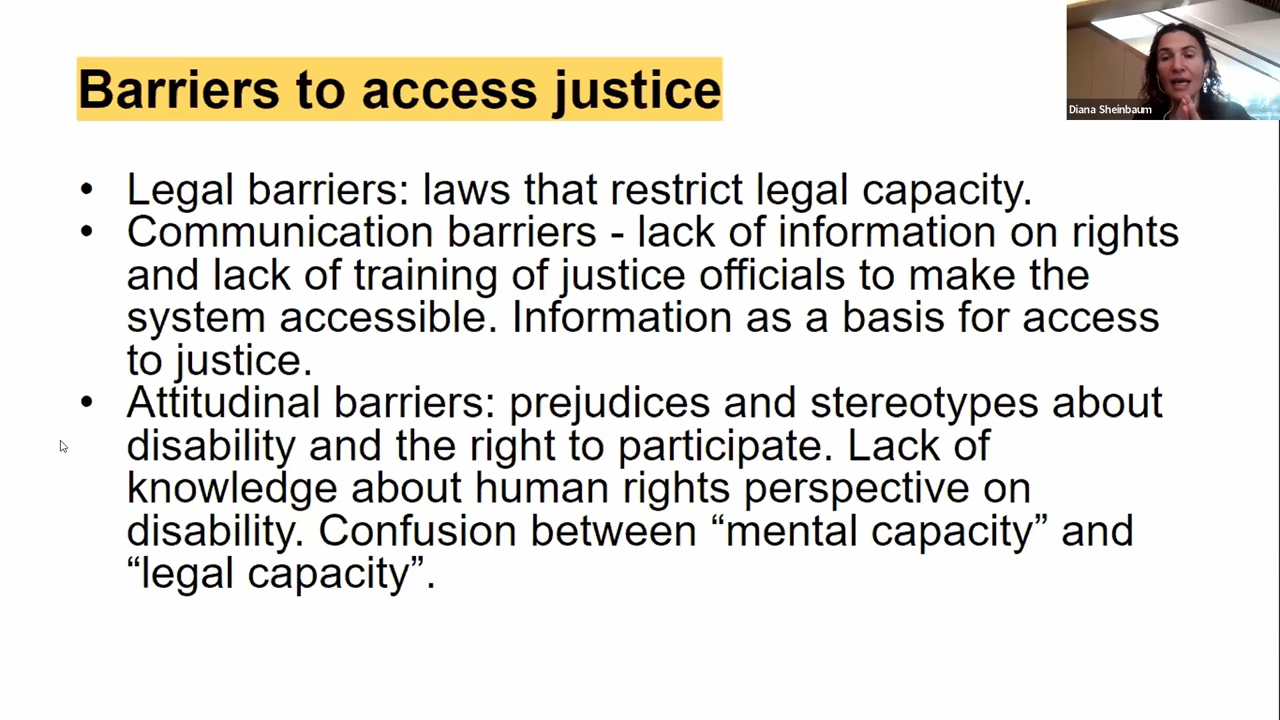 Barriers to access justice
Diana Sheinbaum
• Legal barriers: laws that restrict legal capacity.
• Communication barriers - lack of information on rights
and lack of training of justice officials to make the
system accessible. Information as a basis for access
to justice.
• Attitudinal barriers: prejudices and stereotypes about
disability and the right to participate. Lack of
knowledge about human rights perspective on
disability. Confusion between “mental capacity” and
“legal capacity”.